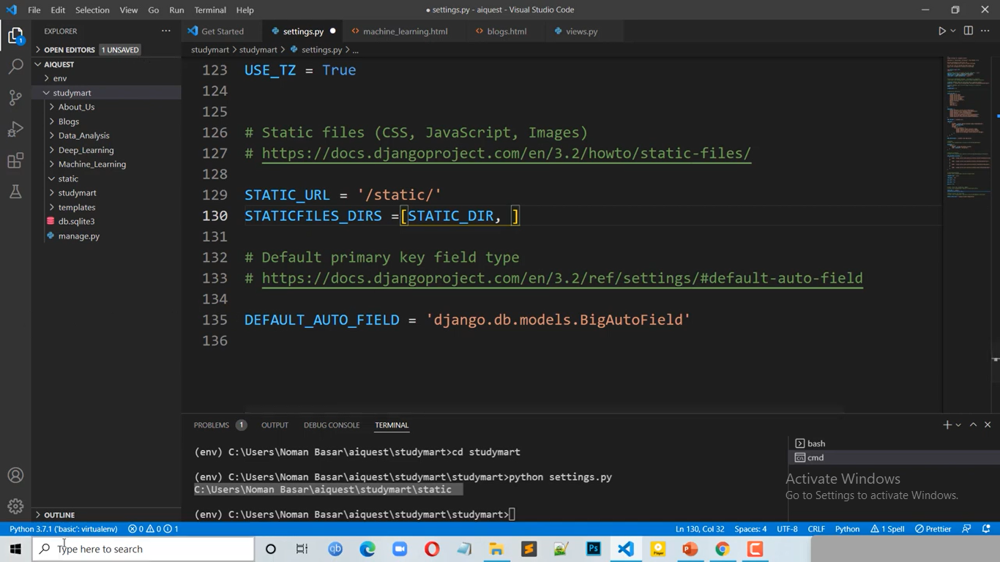 File Edit Selection View Go Run Terminal Help
● settings.py - aiquest - Visual Studio Code
EXPLORER
OPEN EDITORS 1 UNSAVED
AIQUEST
env
studymart
About_Us
Blogs
Data_Analysis
Deep_Learning
Machine_Learning
static
studymart
templates
db.sqlite3
manage.py
OUTLINE
Get Started settings.py machine_learning.html blogs.html views.py
studymart > studymart > settings.py > ...
123 USE_TZ = True
124
125
126 # Static files (CSS, JavaScript, Images)
127 # https://docs.djangoproject.com/en/3.2/howto/static-files/
128
129 STATIC_URL = '/static/'
130 STATICFILES_DIRS =[STATIC_DIR, ]
131
132 # Default primary key field type
133 # https://docs.djangoproject.com/en/3.2/ref/settings/#default-auto-field
134
135 DEFAULT_AUTO_FIELD = 'django.db.models.BigAutoField'
136
PROBLEMS 1 OUTPUT DEBUG CONSOLE TERMINAL
(env) C:\Users\Noman Basar\aiquest\studymart>cd studymart
(env) C:\Users\Noman Basar\aiquest\studymart\studymart>python settings.py
C:\Users\Noman Basar\aiquest\studymart\static
(env) C:\Users\Noman Basar\aiquest\studymart\studymart>
bash
cmd
Activate Windows
Go to Settings to activate Windows.
Python 3.7.1 ('basic': virtualenv) 0 0 1 Ln 130, Col 32 Spaces: 4 UTF-8 CRLF Python 1 Spell Prettier
Type here to search